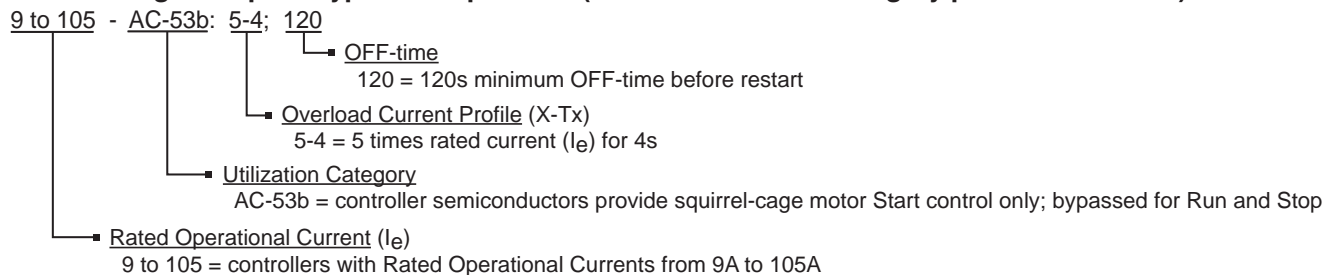 9 to 105 - AC-53b: 5-4; 120
OFF-time
120 = 120s minimum OFF-time before restart
Overload Current Profile (X-Tx)
5-4 = 5 times rated current (Ie) for 4s
Utilization Category
AC-53b = controller semiconductors provide squirrel-cage motor Start control only; bypassed for Run and Stop
Rated Operational Current (Ie)
9 to 105 = controllers with Rated Operational Currents from 9A to 105A